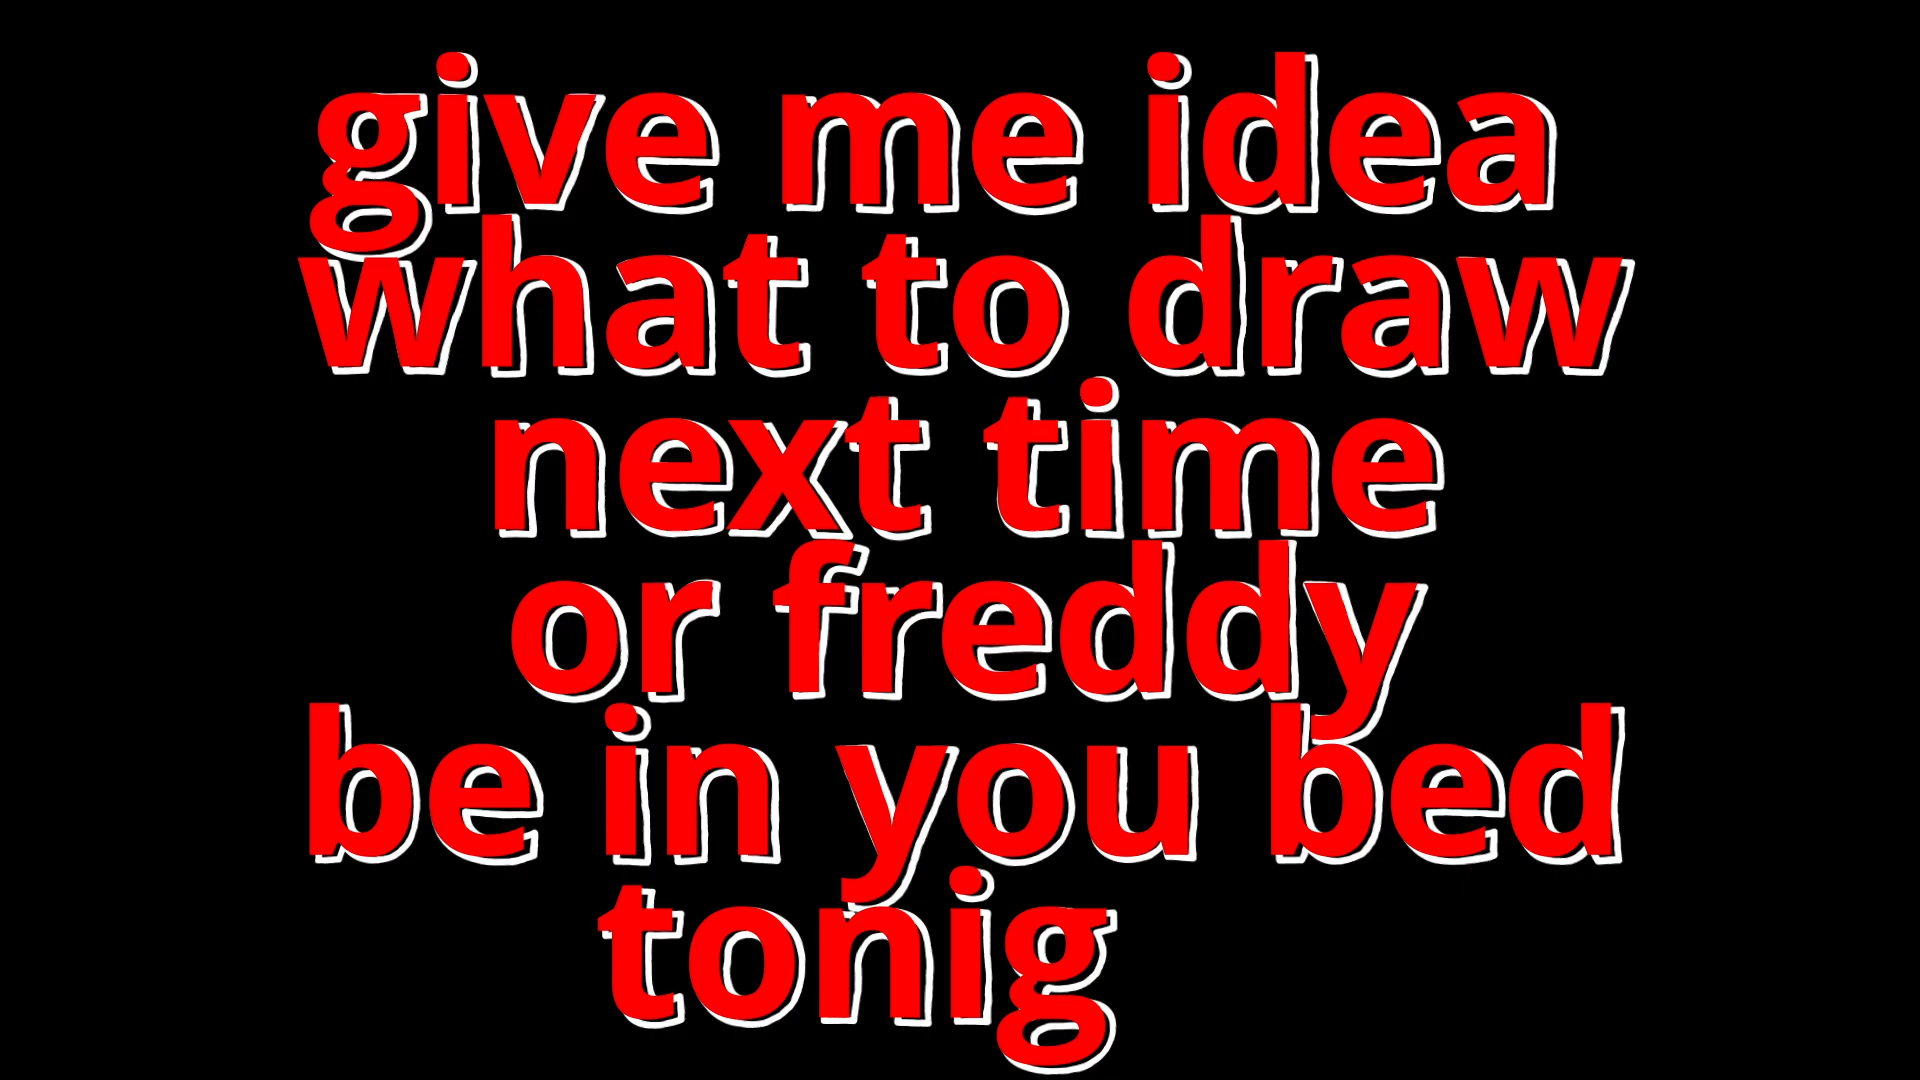 give me idea
what to draw
next time
or freddy
be in you bed
tonig